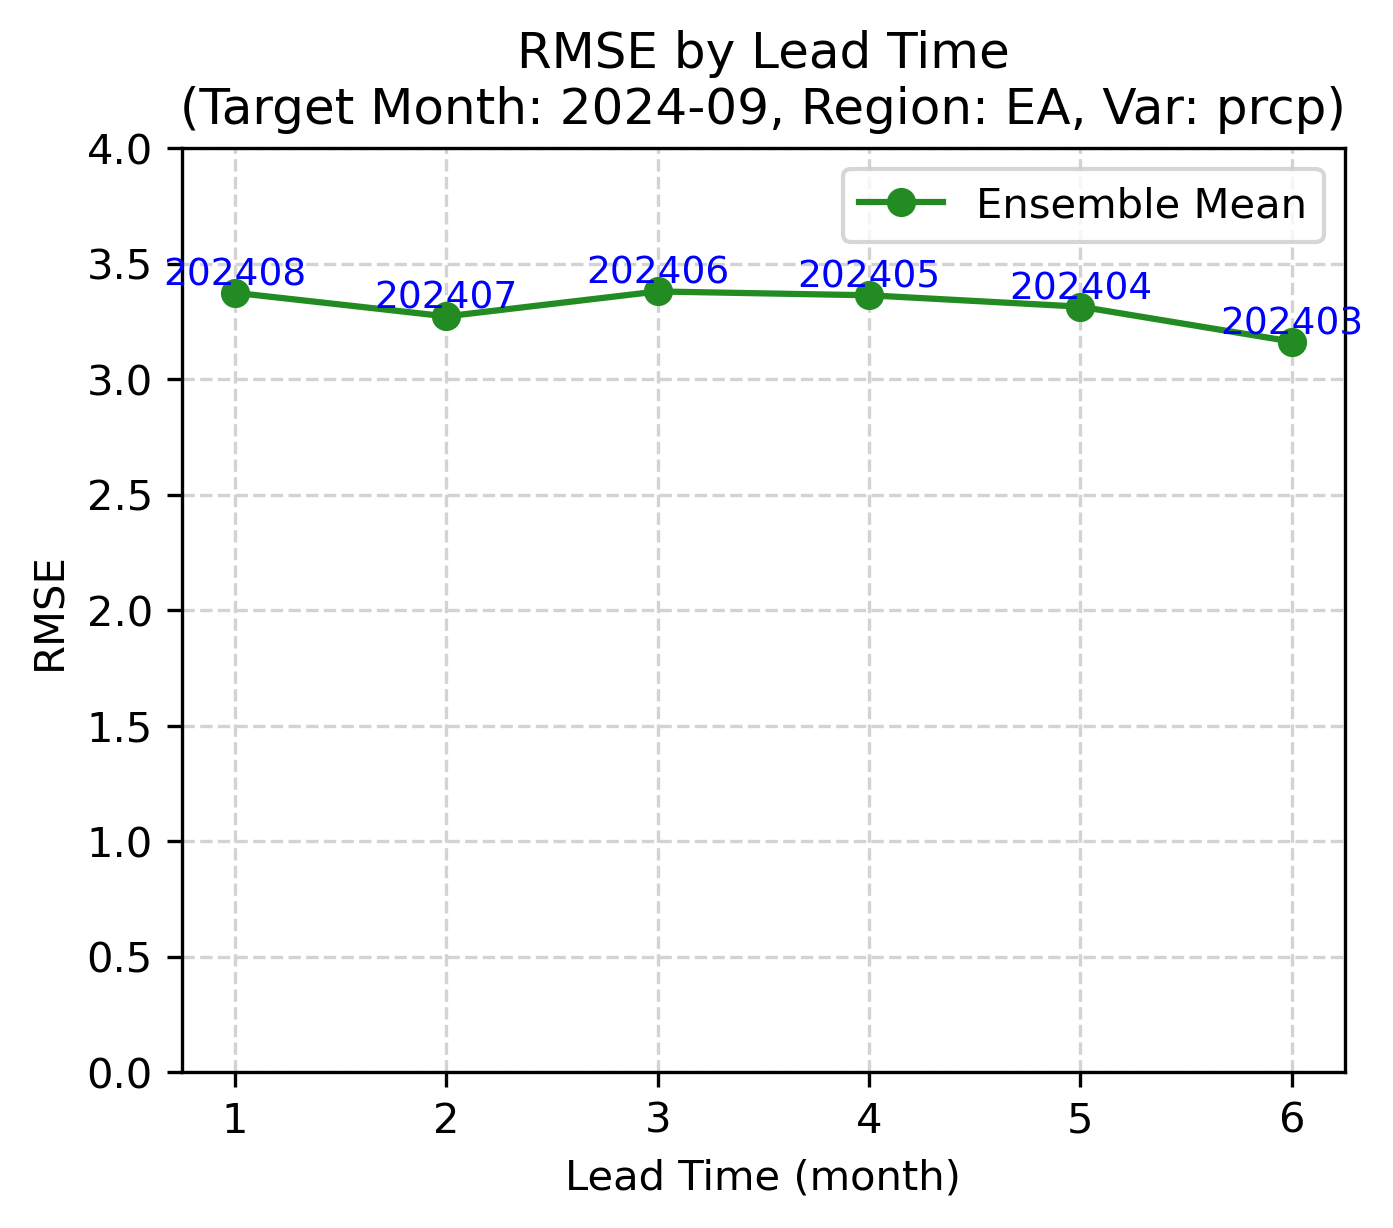 RMSE by Lead Time
(Target Month: 2024-09, Region: EA, Var: prcp)
4.0
Ensemble Mean
3.5
202408
202407
202406
202405
202404
202403
3.0
2.5
2.0
1.5
1.0
0.5
0.0
RMSE
1 2 3 4 5 6
Lead Time (month)